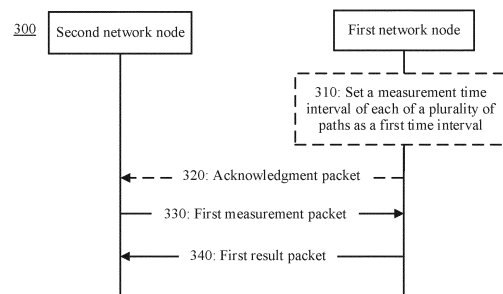 300
Second network node
First network node
310: Set a measurement time
interval of each of a plurality of
paths as a first time interval
320: Acknowledgment packet
330: First measurement packet
340: First result packet